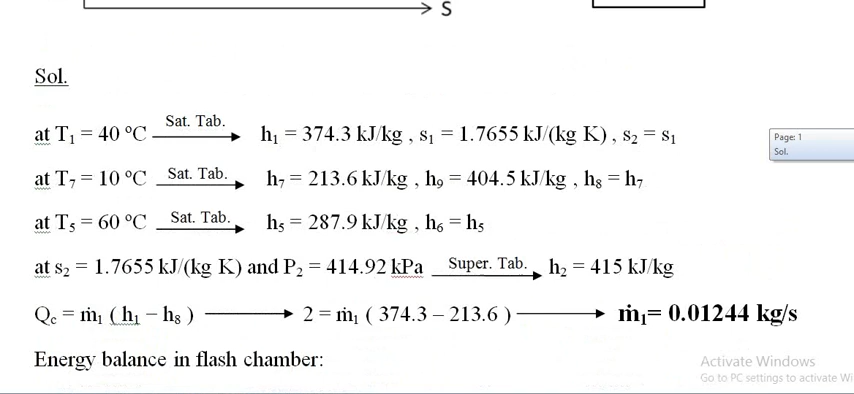 S
Sol.
at T₁ = 40 °C Sat. Tab. h₁ = 374.3 kJ/kg , s₁ = 1.7655 kJ/(kg K) , s₂ = s₁
Page: 1
Sol.
at T₇ = 10 °C Sat. Tab. h₇ = 213.6 kJ/kg , h₉ = 404.5 kJ/kg , h₈ = h₇
at T₅ = 60 °C Sat. Tab. h₅ = 287.9 kJ/kg , h₆ = h₅
at s₂ = 1.7655 kJ/(kg K) and P₂ = 414.92 kPa Super. Tab. h₂ = 415 kJ/kg
Q꜀ = ṁ₁ ( h₁ − h₈ ) 2 = ṁ₁ ( 374.3 – 213.6 ) ṁ₁= 0.01244 kg/s
Energy balance in flash chamber:
Activate Windows
Go to PC settings to activate Wi